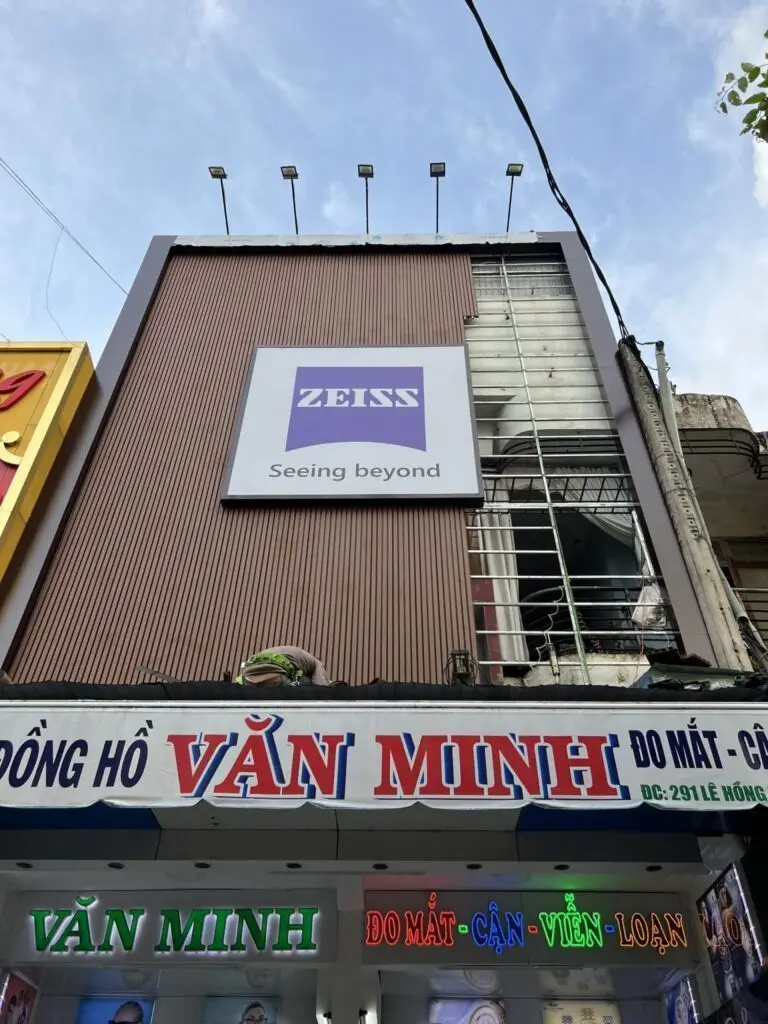 ZEISS
Seeing beyond
ĐỒNG HỒ VĂN MINH ĐO MẮT - CẬ
ĐC: 291 LÊ HỒNG
VĂN MINH
ĐO MẮT - CẬN - VIỄN - LOẠN